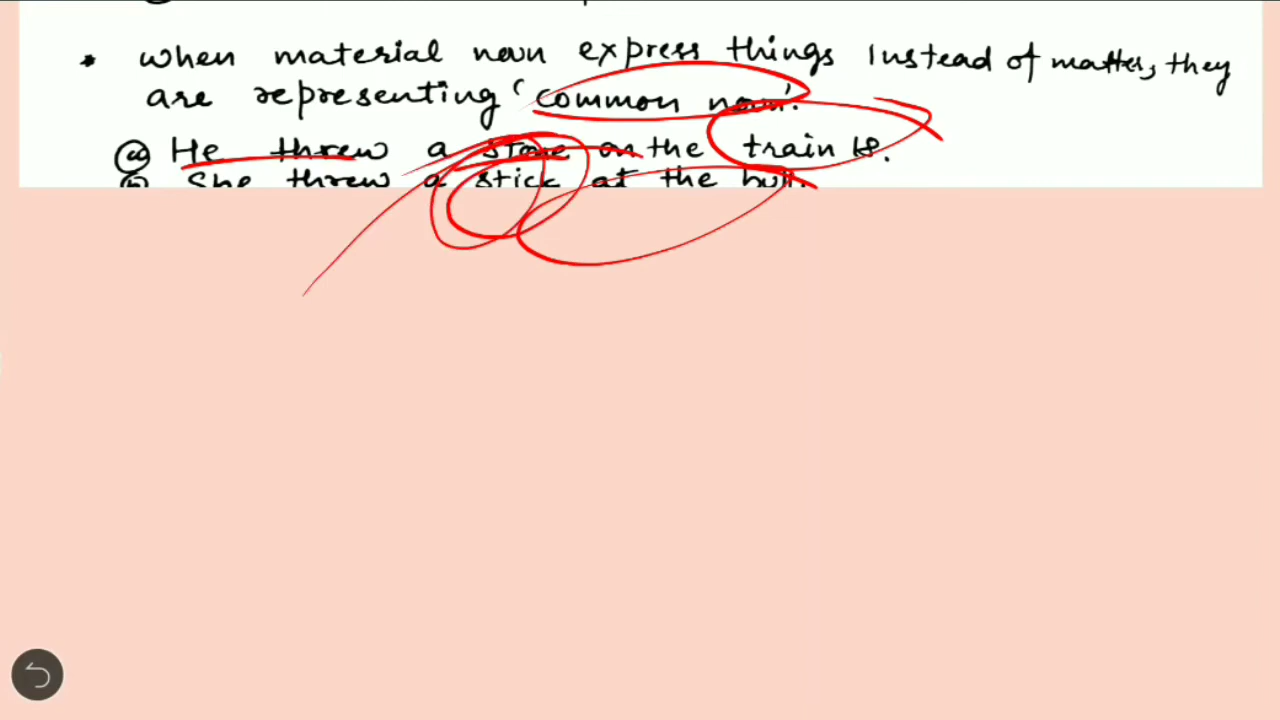 * when material noun express things instead of matter, they
are representing 'common noun'.
(a) He threw a stone on the train
(b) She threw a stick at the bull.